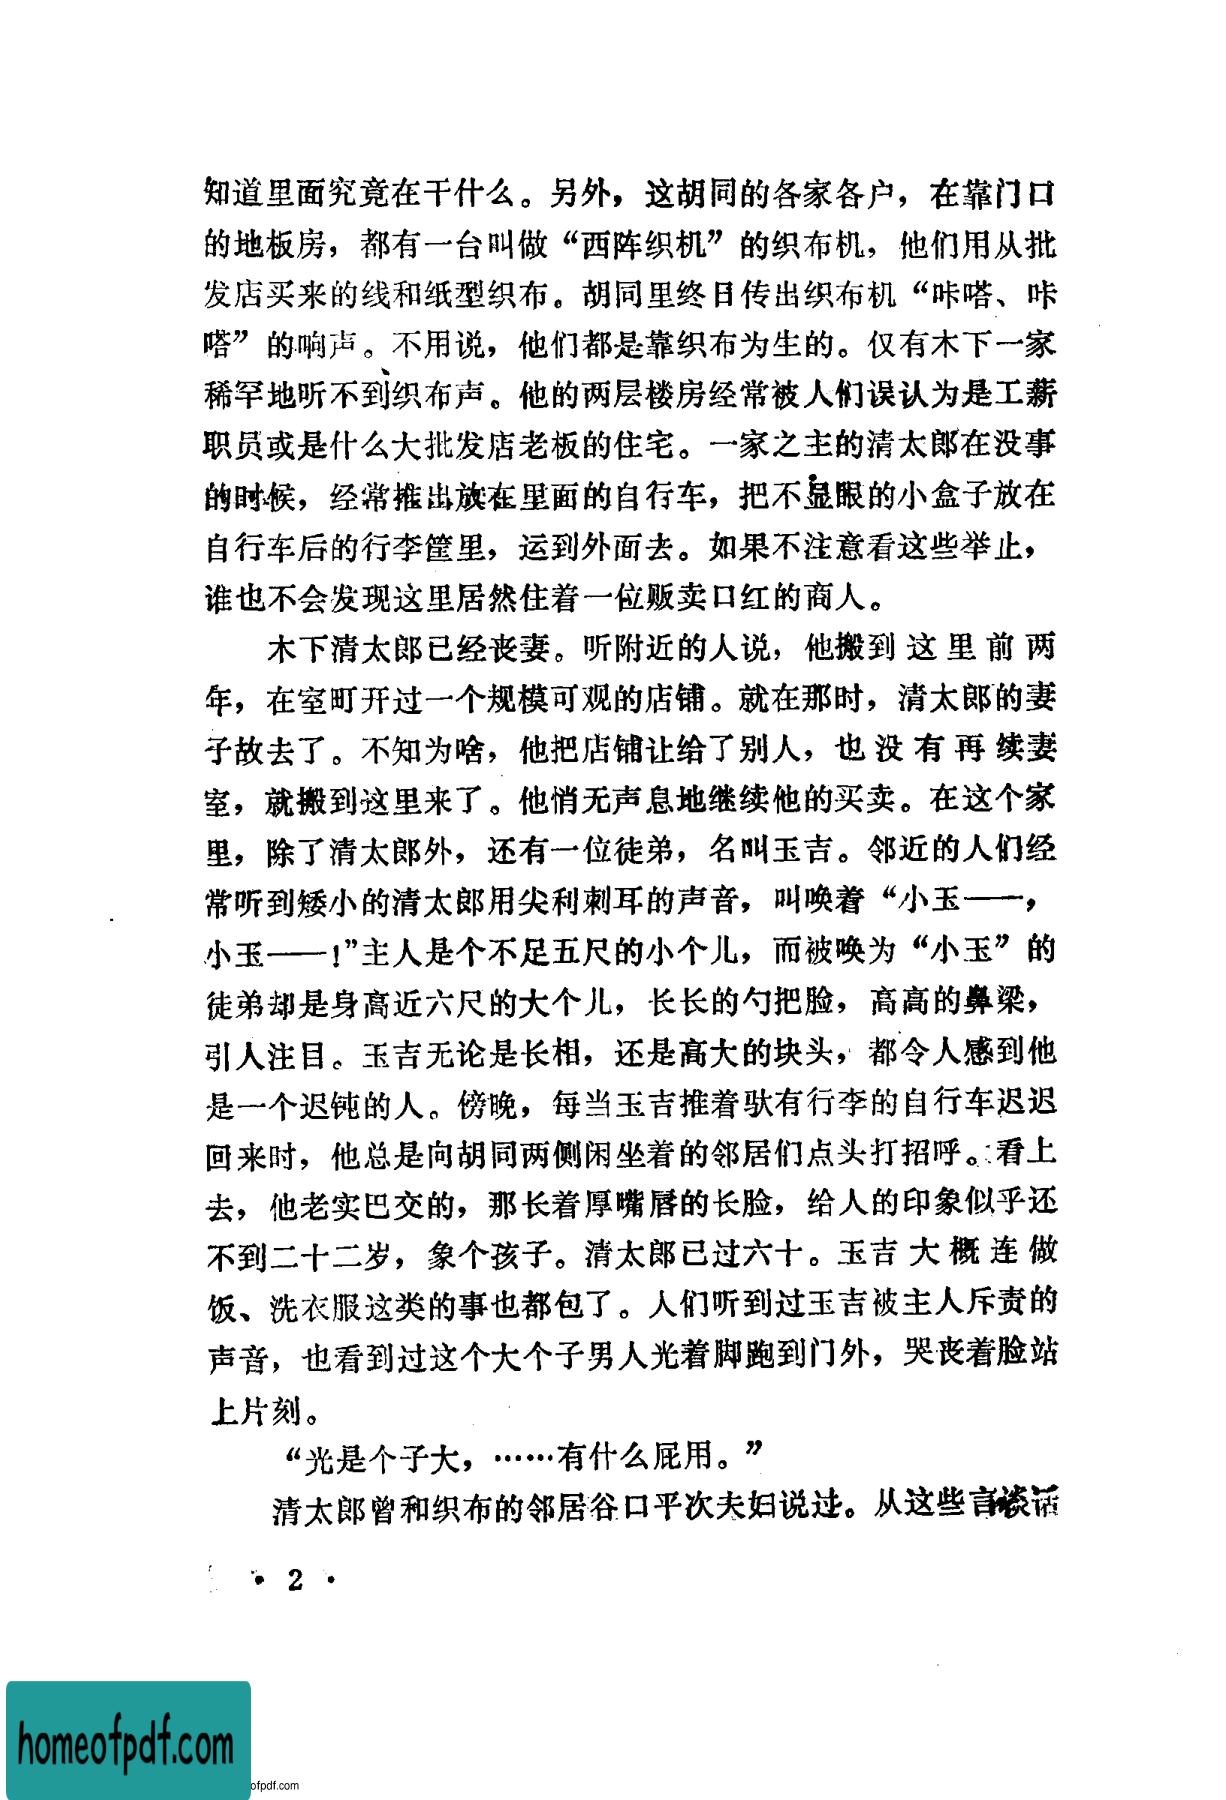 知道里面究竟在干什么。另外，这胡同的各家各户，在靠门口
的地板房，都有一台叫做“西阵织机”的织布机，他们用从批
发店买来的线和纸型织布。胡同里终日传出织布机“咔嗒、咔
嗒”的响声。不用说，他们都是靠织布为生的。仅有木下一家
稀罕地听不到织布声。他的两层楼房经常被人们误认为是工薪
职员或是什么大批发店老板的住宅。一家之主的清太郎在没事
的时候，经常推出放在里面的自行车，把不显眼的小盒子放在
自行车后的行李筐里，运到外面去。如果不注意看这些举止，
谁也不会发现这里居然住着一位贩卖口红的商人。
木下清太郎已经丧妻。听附近的人说，他搬到这里前两
年，在室町开过一个规模可观的店铺。就在那时，清太郎的妻
子故去了。不知为啥，他把店铺让给了别人，也没有再续妻
室，就搬到这里来了。他悄无声息地继续他的买卖。在这个家
里，除了清太郎外，还有一位徒弟，名叫玉吉。邻近的人们经
常听到矮小的清太郎用尖利刺耳的声音，叫唤着“小玉——，
小玉——！”主人是个不足五尺的小个儿，而被唤为“小玉”的
徒弟却是身高近六尺的大个儿，长长的勺把脸，高高的鼻梁，
引人注目。玉吉无论是长相，还是高大的块头，都令人感到他
是一个迟钝的人。傍晚，每当玉吉推着驮有行李的自行车迟迟
回来时，他总是向胡同两侧闲坐着的邻居们点头打招呼。看上
去，他老实巴交的，那长着厚嘴唇的长脸，给人的印象似乎还
不到二十二岁，象个孩子。清太郎已过六十。玉吉大概连做
饭、洗衣服这类的事也都包了。人们听到过玉吉被主人斥责的
声音，也看到过这个大个子男人光着脚跑到门外，哭丧着脸站
上片刻。
“光是个子大，……有什么屁用。”
清太郎曾和织布的邻居谷口平次夫妇说过。从这些言谈话
• 2 •
homeofpdf.com
ofpdf.com